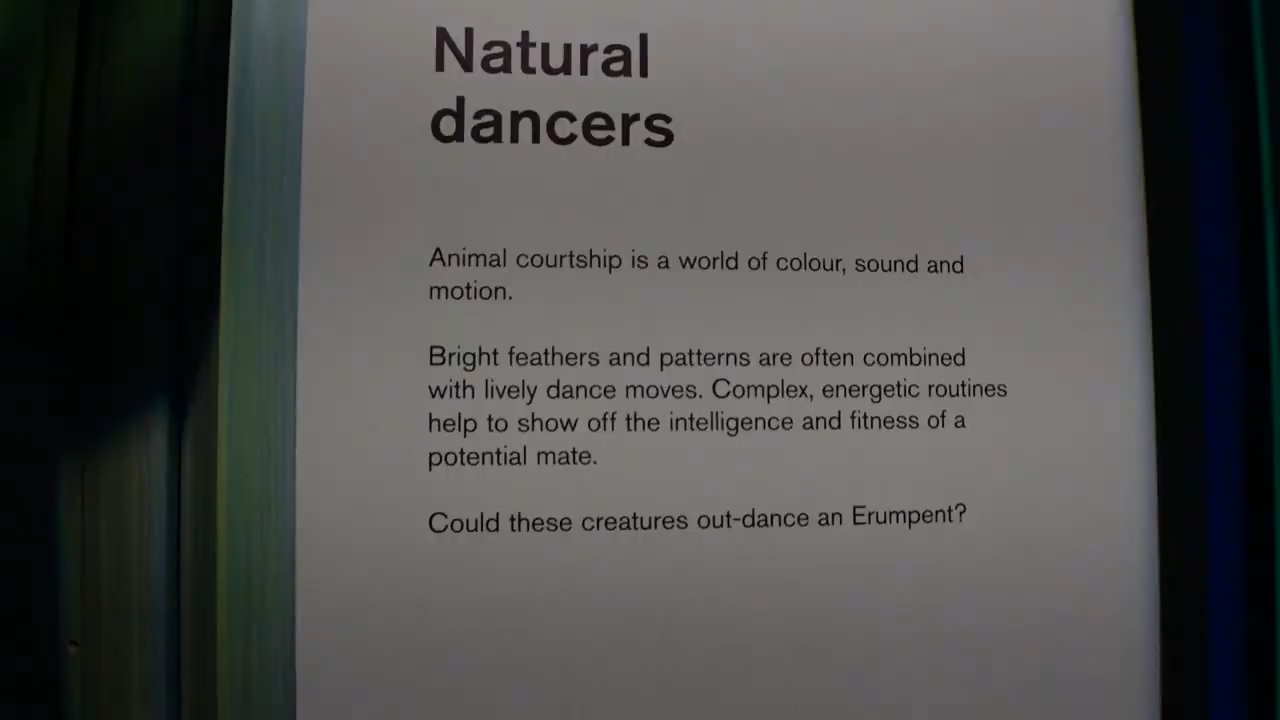 Natural
dancers
Animal courtship is a world of colour, sound and
motion.
Bright feathers and patterns are often combined
with lively dance moves. Complex, energetic routines
help to show off the intelligence and fitness of a
potential mate.
Could these creatures out-dance an Erumpent?